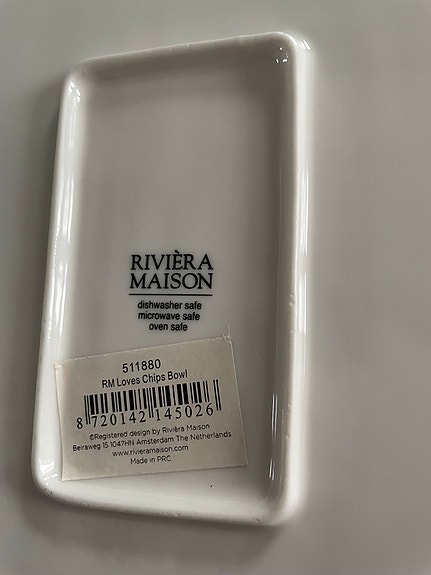 RIVIÈRA
MAISON
dishwasher safe
microwave safe
oven safe
511880
RM Loves Chips Bowl
8 720142 145026
©Registered design by Rivièra Maison
Beiraweg 15 1047HN Amsterdam The Netherlands
www.rivieramaison.com
Made in PRC